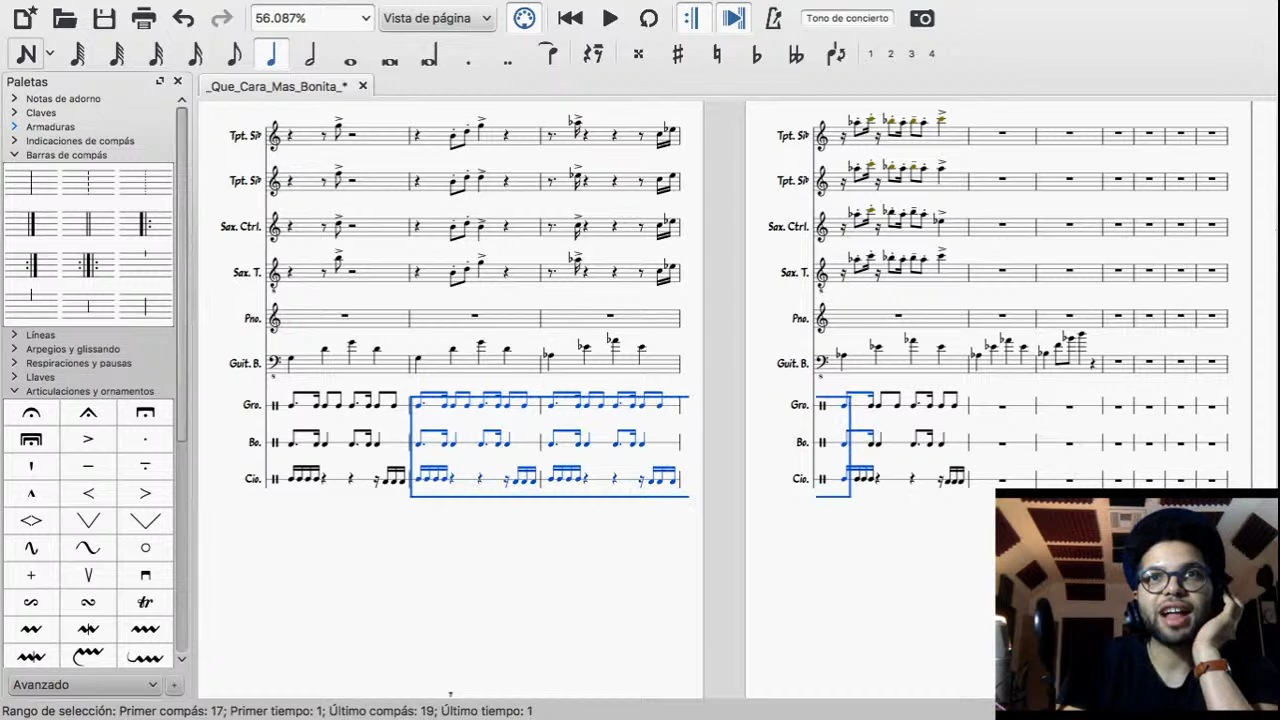 56.087%
Vista de página
Tono de concierto
1 2 3 4
Paletas
_Que_Cara_Mas_Bonita_*
Notas de adorno
Claves
Armaduras
Indicaciones de compás
Barras de compás
Líneas
Arpegios y glissando
Respiraciones y pausas
Llaves
Articulaciones y ornamentos
Avanzado
Tpt. Si♭
Tpt. Si♭
Sax. Ctrl.
Sax. T.
Pno.
Guit. B.
Gro.
Bo.
Tpt. Si♭
Tpt. Si♭
Sax. Ctrl.
Sax. T.
Pno.
Guit. B.
Gro.
Bo.
Rango de selección: Primer compás: 17; Primer tiempo: 1; Último compás: 19; Último tiempo: 1